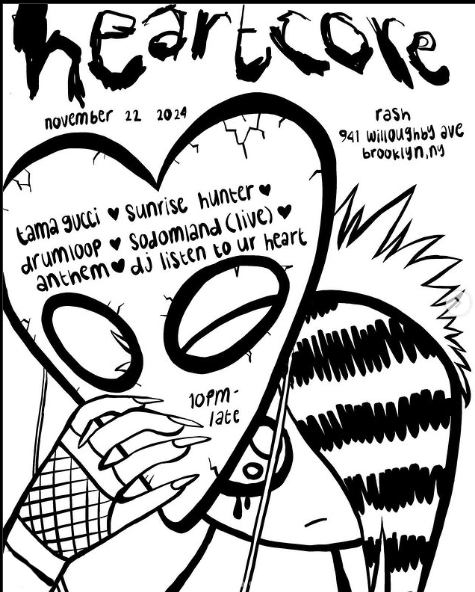 heartcore
november 22 2024
rash
941 willoughby ave
brooklyn, ny
tama gucci ♥ sunrise hunter ♥
drumloop ♥ sodomland (live) ♥
anthem ♥ dj listen to ur heart
10pm-
late